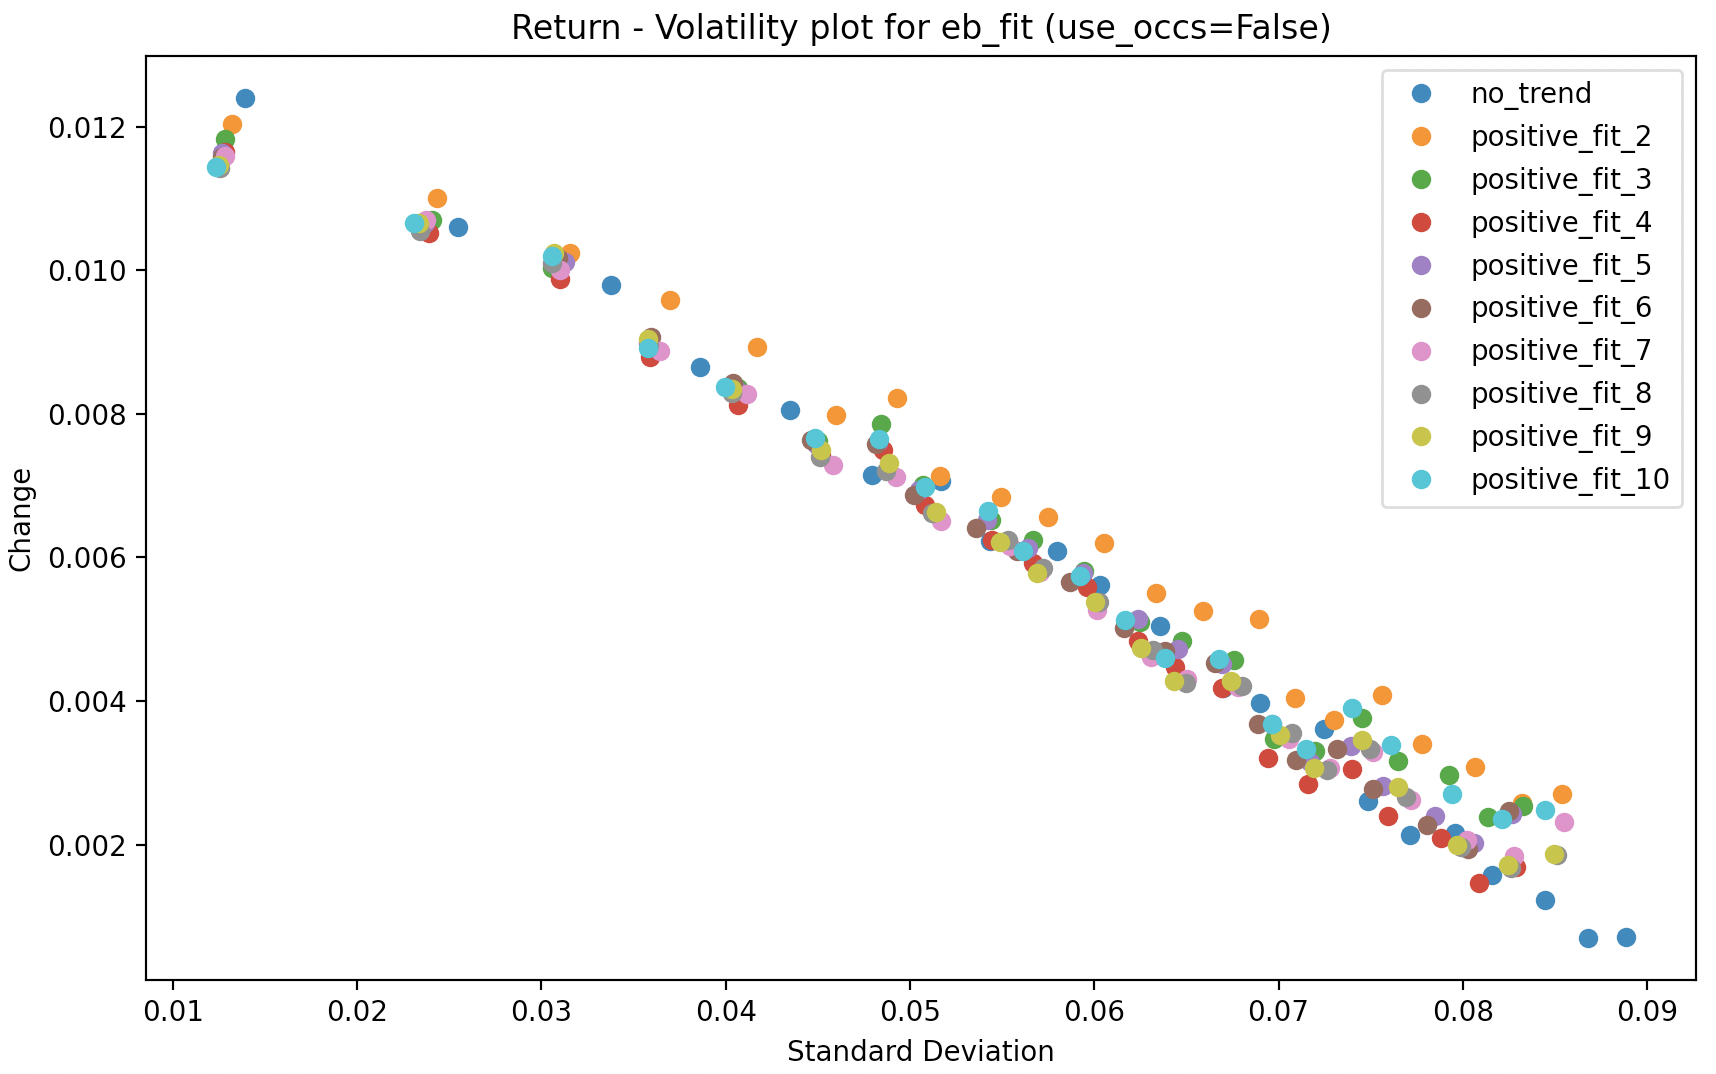 Return - Volatility plot for eb_fit (use_occs=False)
no_trend
positive_fit_2
positive_fit_3
positive_fit_4
positive_fit_5
positive_fit_6
positive_fit_7
positive_fit_8
positive_fit_9
positive_fit_10
0.012
0.010
0.008
0.006
0.004
0.002
Change
0.01 0.02 0.03 0.04 0.05 0.06 0.07 0.08 0.09
Standard Deviation